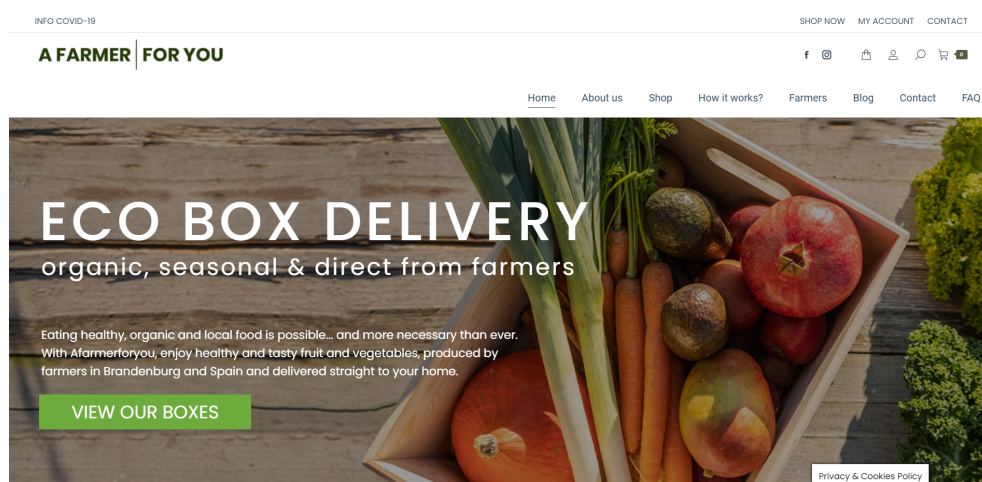 INFO COVID-19
SHOP NOW MY ACCOUNT CONTACT
A FARMER FOR YOU
0
Home About us Shop How it works? Farmers Blog Contact FAQ
ECO BOX DELIVERY
organic, seasonal & direct from farmers
Eating healthy, organic and local food is possible... and more necessary than ever.
With Afarmerforyou, enjoy healthy and tasty fruit and vegetables, produced by
farmers in Brandenburg and Spain and delivered straight to your home.
VIEW OUR BOXES
Privacy & Cookies Policy